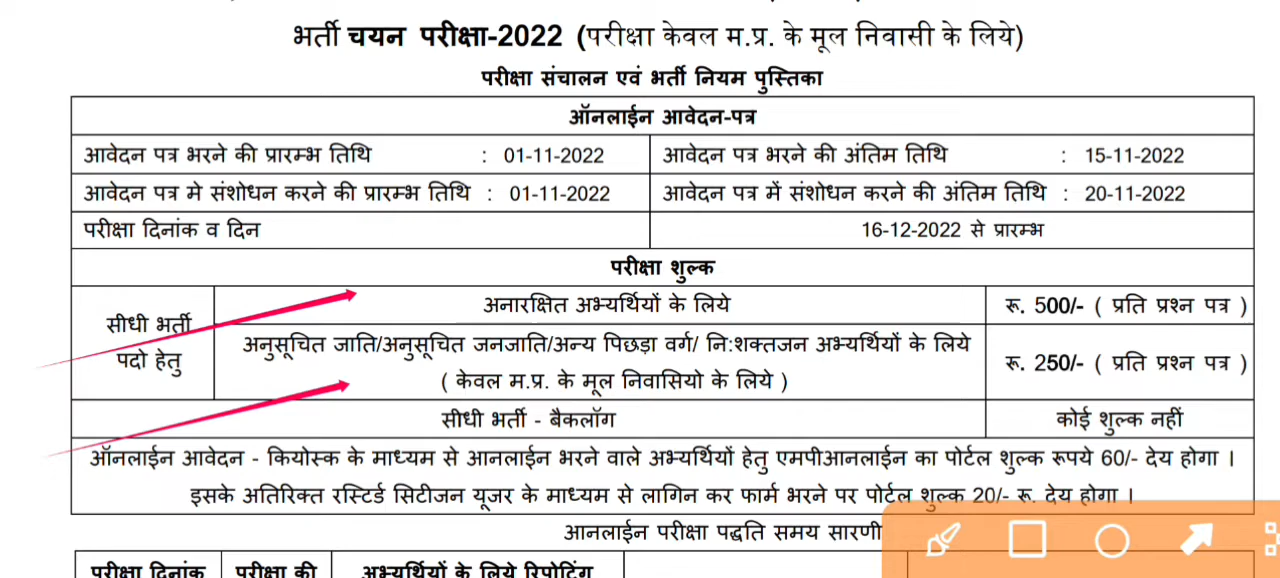 भर्ती चयन परीक्षा-2022 (परीक्षा केवल म.प्र. के मूल निवासी के लिये)
परीक्षा संचालन एवं भर्ती नियम पुस्तिका
ऑनलाईन आवेदन-पत्र
आवेदन पत्र भरने की प्रारम्भ तिथि : 01-11-2022 आवेदन पत्र भरने की अंतिम तिथि : 15-11-2022
आवेदन पत्र मे संशोधन करने की प्रारम्भ तिथि : 01-11-2022 आवेदन पत्र में संशोधन करने की अंतिम तिथि : 20-11-2022
परीक्षा दिनांक व दिन 16-12-2022 से प्रारम्भ
परीक्षा शुल्क
सीधी भर्ती
पदो हेतु
अनारक्षित अभ्यर्थियों के लिये रू. 500/- ( प्रति प्रश्न पत्र )
अनुसूचित जाति/अनुसूचित जनजाति/अन्य पिछड़ा वर्ग/ नि:शक्तजन अभ्यर्थियों के लिये
( केवल म.प्र. के मूल निवासियो के लिये ) रू. 250/- ( प्रति प्रश्न पत्र )
सीधी भर्ती - बैकलॉग कोई शुल्क नहीं
ऑनलाईन आवेदन - कियोस्क के माध्यम से आनलाईन भरने वाले अभ्यर्थियों हेतु एमपीआनलाईन का पोर्टल शुल्क रूपये 60/- देय होगा ।
इसके अतिरिक्त रस्टिर्ड सिटीजन यूजर के माध्यम से लागिन कर फार्म भरने पर पोर्टल शुल्क 20/- रू. देय होगा ।
आनलाईन परीक्षा पद्धति समय सारणी
परीक्षा दिनांक परीक्षा की अभ्यर्थियों के लिये रिपोर्टिंग